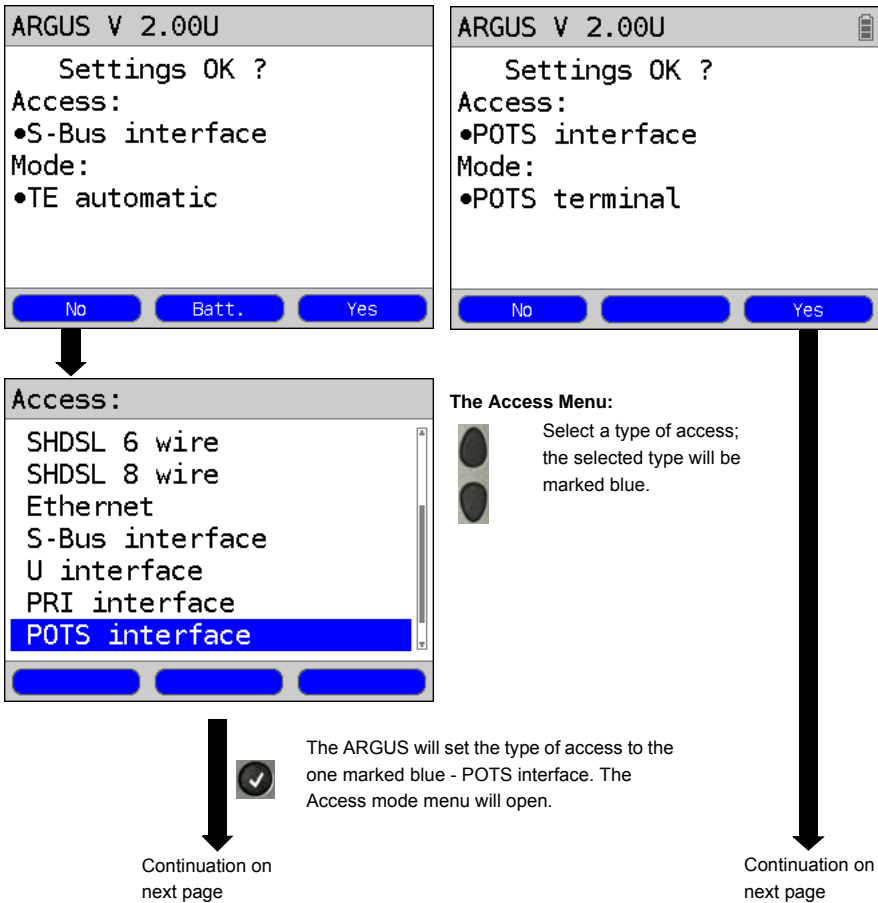 ARGUS V 2.00U
Settings OK ?
Access:
•S-Bus interface
Mode:
•TE automatic
No Batt. Yes
ARGUS V 2.00U
Settings OK ?
Access:
•POTS interface
Mode:
•POTS terminal
No Yes
Access:
SHDSL 6 wire
SHDSL 8 wire
Ethernet
S-Bus interface
U interface
PRI interface
POTS interface
The Access Menu:
Select a type of access;
the selected type will be
marked blue.
The ARGUS will set the type of access to the
one marked blue - POTS interface. The
Access mode menu will open.
Continuation on
next page
Continuation on
next page